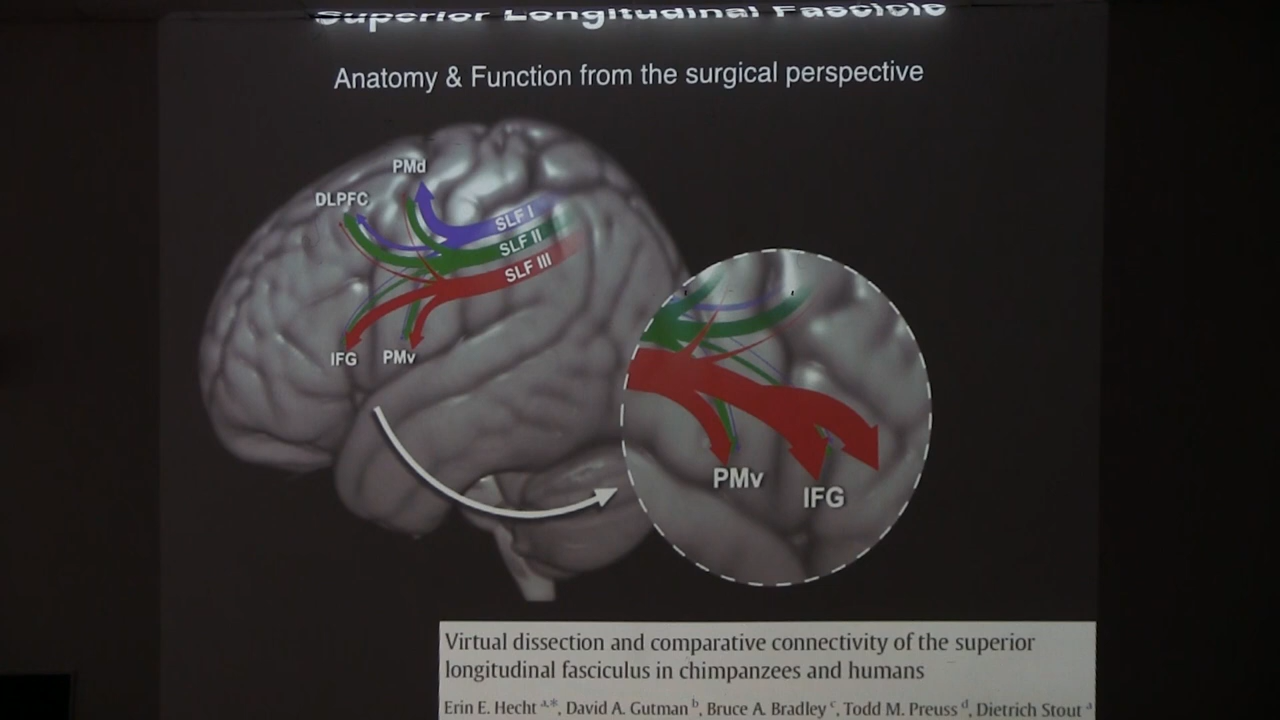 Superior Longitudinal Fascicle
Anatomy & Function from the surgical perspective
PMd
DLPFC
SLF I
SLF II
SLF III
IFG PMv
PMv
IFG
Virtual dissection and comparative connectivity of the superior
longitudinal fasciculus in chimpanzees and humans
Erin E. Hecht a,*, David A. Gutman b, Bruce A. Bradley c, Todd M. Preuss d, Dietrich Stout a